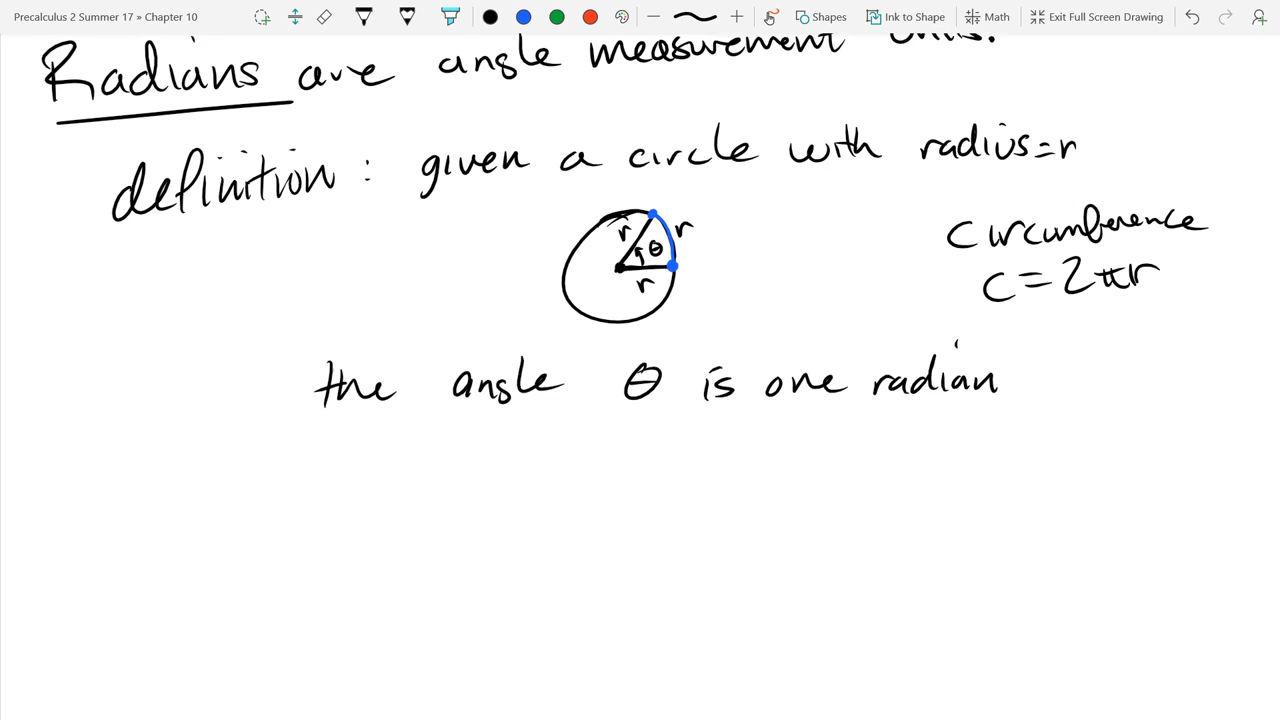 Precalculus 2 Summer 17 » Chapter 10
Shapes
Ink to Shape
Math
Exit Full Screen Drawing
Radians are angle measurement units.
definition: given a circle with radius=r
r
θ
r
r
circumference
c=2πr
the angle θ is one radian